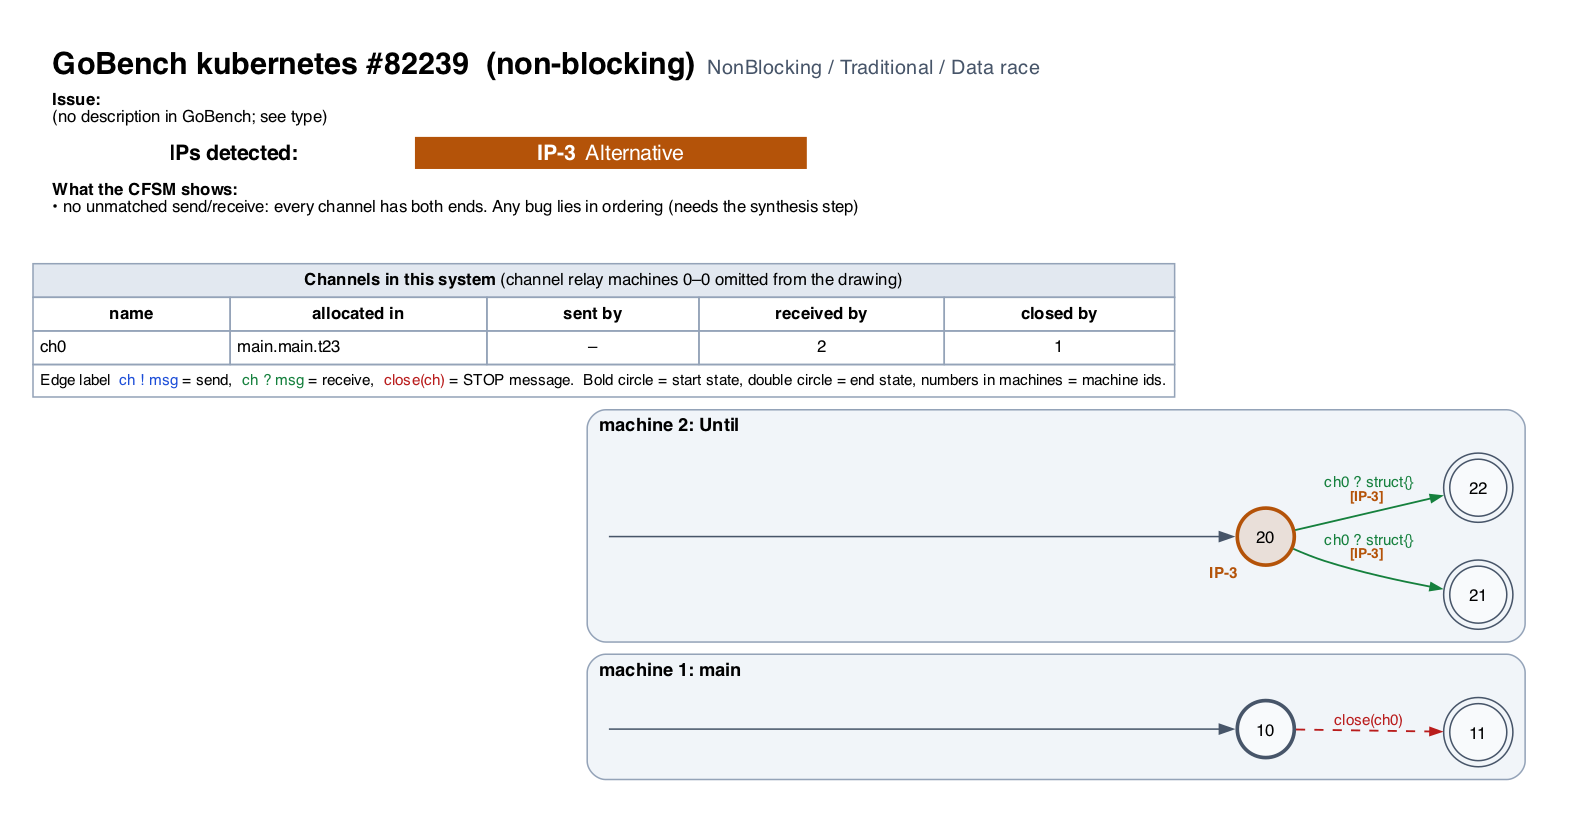 GoBench kubernetes #82239 (non-blocking) NonBlocking / Traditional / Data race
Issue:
(no description in GoBench; see type)
IPs detected: IP-3 Alternative
What the CFSM shows:
• no unmatched send/receive: every channel has both ends. Any bug lies in ordering (needs the synthesis step)
Channels in this system (channel relay machines 0–0 omitted from the drawing)
name allocated in sent by received by closed by
ch0 main.main.t23 – 2 1
Edge label ch ! msg = send, ch ? msg = receive, close(ch) = STOP message. Bold circle = start state, double circle = end state, numbers in machines = machine ids.
machine 2: Until
ch0 ? struct{}
[IP-3]
22
20
IP-3
ch0 ? struct{}
[IP-3]
21
machine 1: main
10
close(ch0)
11